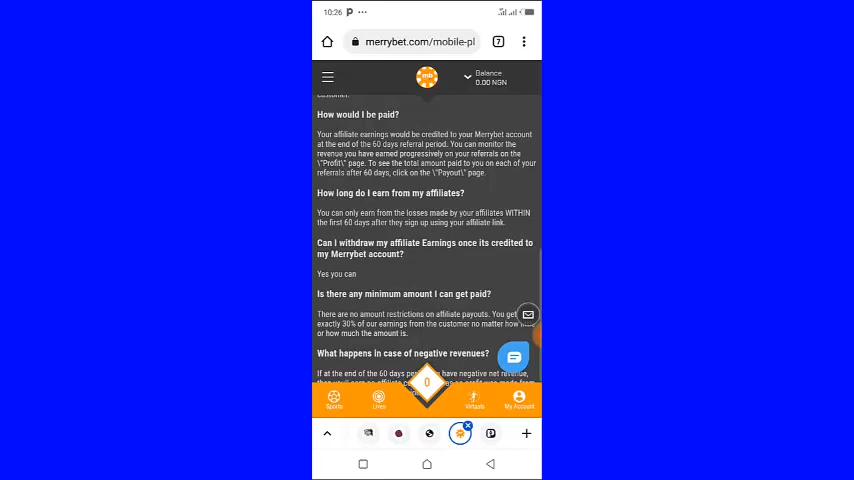 10:26 P •••
merrybet.com/mobile-pl
7
mb
Balance
0.00 NGN
customer.
How would I be paid?
Your affiliate earnings would be credited to your Merrybet account
at the end of the 60 days referral period. You can monitor the
revenue you have earned progressively on your referrals on the
\"Profit\" page. To see the total amount paid to you on each of your
referrals after 60 days, click on the \"Payout\" page.
How long do I earn from my affiliates?
You can only earn from the losses made by your affiliates WITHIN
the first 60 days after they sign up using your affiliate link.
Can I withdraw my affiliate Earnings once its credited to
my Merrybet account?
Yes you can
Is there any minimum amount I can get paid?
There are no amount restrictions on affiliate payouts. You get
exactly 30% of our earnings from the customer no matter how
or how much the amount is.
What happens in case of negative revenues?
If at the end of the 60 days have negative net revenue,
0
Sports
Lives
Virtuals
My Account